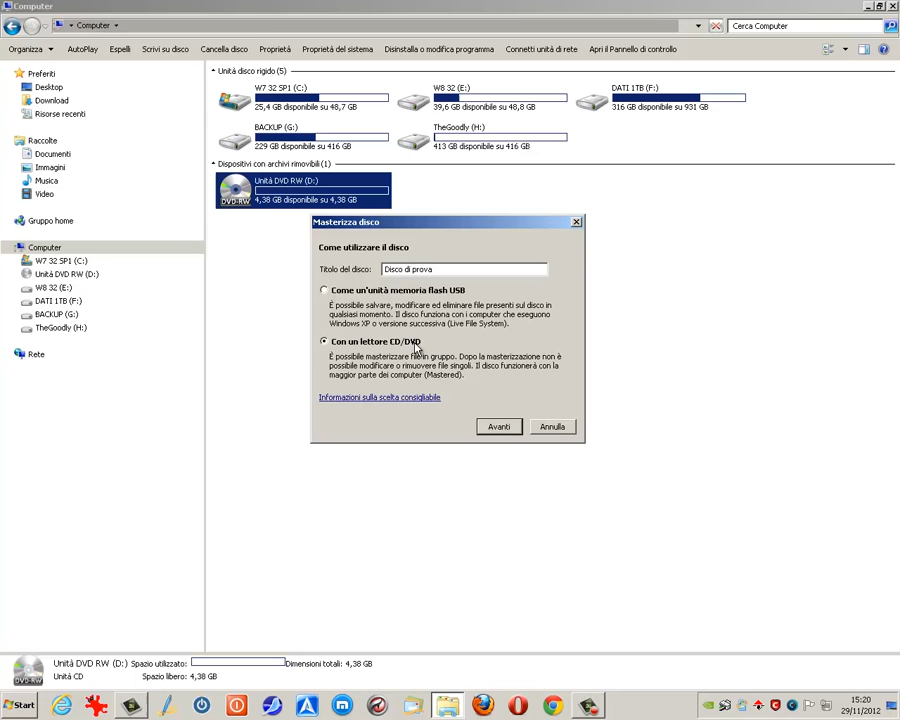 Computer
Computer
Cerca Computer
Organizza AutoPlay Espelli Scrivi su disco Cancella disco Proprietà Proprietà del sistema Disinstalla o modifica programma Connetti unità di rete Apri il Pannello di controllo
Preferiti
Desktop
Download
Risorse recenti
Raccolte
Documenti
Immagini
Musica
Video
Gruppo home
Computer
W7 32 SP1 (C:)
Unità DVD RW (D:)
W8 32 (E:)
DATI 1TB (F:)
BACKUP (G:)
TheGoodly (H:)
Rete
Unità disco rigido (5)
W7 32 SP1 (C:)
25,4 GB disponibile su 48,7 GB
W8 32 (E:)
39,6 GB disponibile su 48,8 GB
DATI 1TB (F:)
316 GB disponibile su 931 GB
BACKUP (G:)
229 GB disponibile su 416 GB
TheGoodly (H:)
413 GB disponibile su 416 GB
Dispositivi con archivi rimovibili (1)
Unità DVD RW (D:)
4,38 GB disponibile su 4,38 GB
DVD-RW
Masterizza disco
Come utilizzare il disco
Titolo del disco: Disco di prova
Come un'unità memoria flash USB
È possibile salvare, modificare ed eliminare file presenti sul disco in
qualsiasi momento. Il disco funziona con i computer che eseguono
Windows XP o versione successiva (Live File System).
Con un lettore CD/DVD
È possibile masterizzare file in gruppo. Dopo la masterizzazione non è
possibile modificare o rimuovere file singoli. Il disco funzionerà con la
maggior parte dei computer (Mastered).
Informazioni sulla scelta consigliabile
Avanti Annulla
Unità DVD RW (D:) Spazio utilizzato: Dimensioni totali: 4,38 GB
Unità CD Spazio libero: 4,38 GB
DVD-RW
Start
15:20
29/11/2012